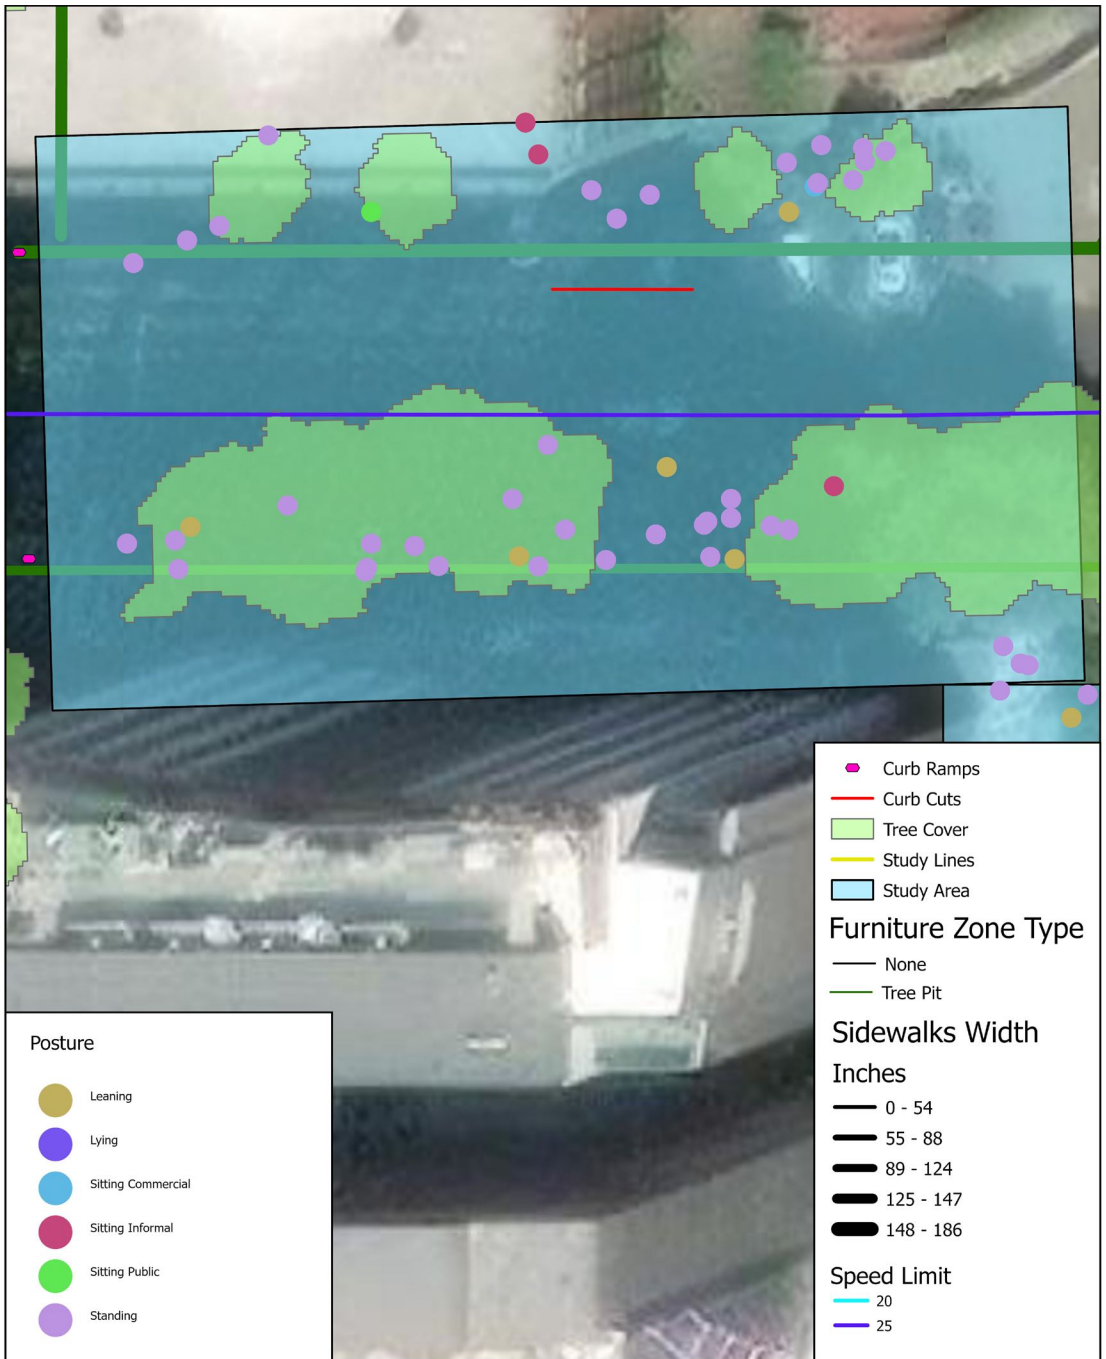 Curb Ramps
Curb Cuts
Tree Cover
Study Lines
Study Area
Furniture Zone Type
None
Tree Pit
Sidewalks Width
Inches
0 - 54
55 - 88
89 - 124
125 - 147
148 - 186
Speed Limit
20
25
Posture
Leaning
Lying
Sitting Commercial
Sitting Informal
Sitting Public
Standing